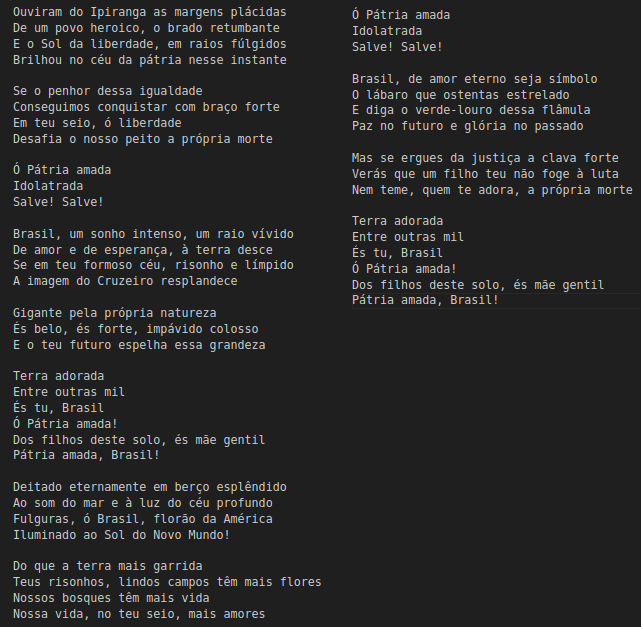 Ouviram do Ipiranga as margens plácidas
De um povo heroico, o brado retumbante
E o Sol da liberdade, em raios fúlgidos
Brilhou no céu da pátria nesse instante

Se o penhor dessa igualdade
Conseguimos conquistar com braço forte
Em teu seio, ó liberdade
Desafia o nosso peito a própria morte

Ó Pátria amada
Idolatrada
Salve! Salve!

Brasil, um sonho intenso, um raio vívido
De amor e de esperança, à terra desce
Se em teu formoso céu, risonho e límpido
A imagem do Cruzeiro resplandece

Gigante pela própria natureza
És belo, és forte, impávido colosso
E o teu futuro espelha essa grandeza

Terra adorada
Entre outras mil
És tu, Brasil
Ó Pátria amada!
Dos filhos deste solo, és mãe gentil
Pátria amada, Brasil!

Deitado eternamente em berço esplêndido
Ao som do mar e à luz do céu profundo
Fulguras, ó Brasil, florão da América
Iluminado ao Sol do Novo Mundo!

Do que a terra mais garrida
Teus risonhos, lindos campos têm mais flores
Nossos bosques têm mais vida
Nossa vida, no teu seio, mais amores

Ó Pátria amada
Idolatrada
Salve! Salve!

Brasil, de amor eterno seja símbolo
O lábaro que ostentas estrelado
E diga o verde-louro dessa flâmula
Paz no futuro e glória no passado

Mas se ergues da justiça a clava forte
Verás que um filho teu não foge à luta
Nem teme, quem te adora, a própria morte

Terra adorada
Entre outras mil
És tu, Brasil
Ó Pátria amada!
Dos filhos deste solo, és mãe gentil
Pátria amada, Brasil!